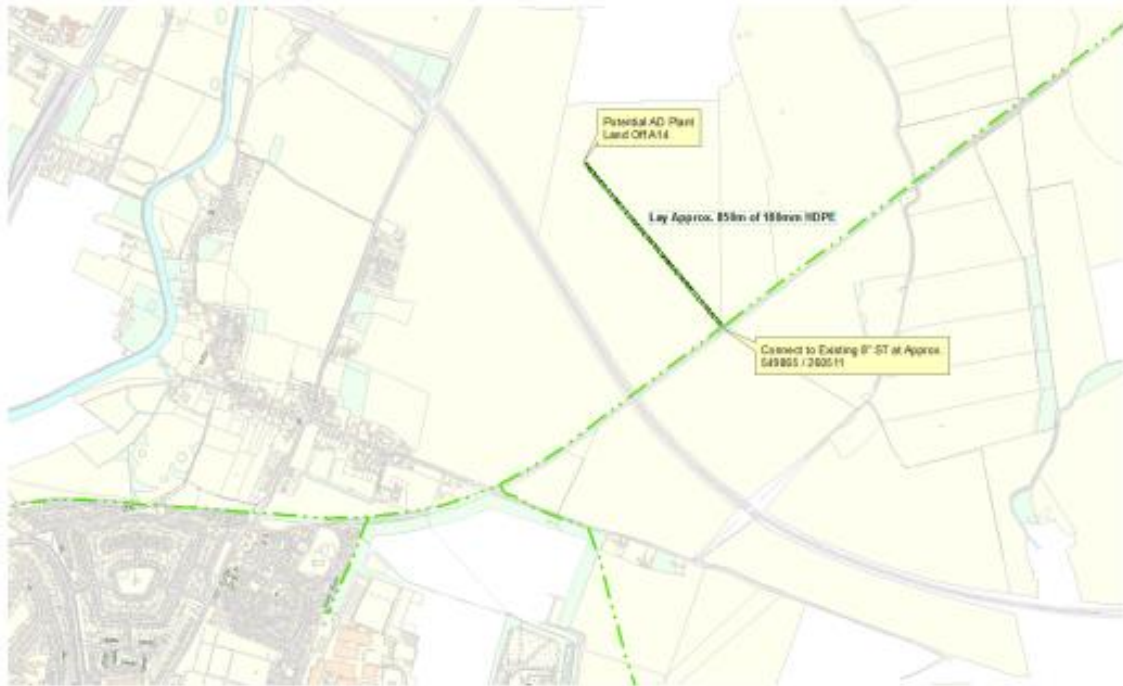 Potential AD Plant
Land Off A14
Lay Approx. 850m of 180mm HDPE
Connect to Existing 8" ST at Approx.
549865 / 260511